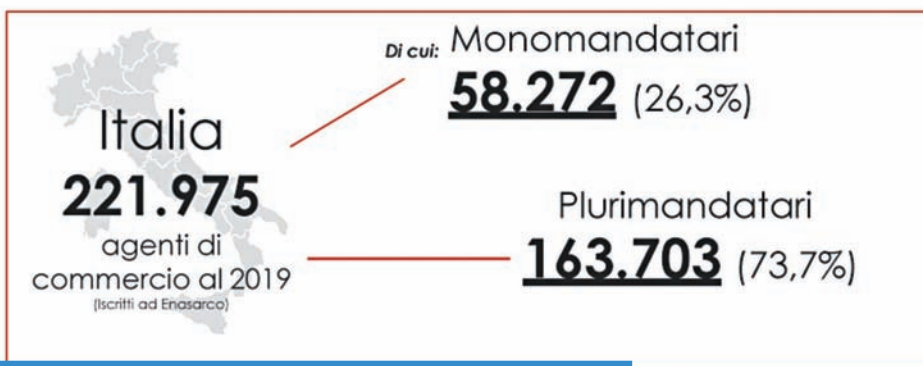 Italia
221.975
agenti di
commercio al 2019
(Iscritti ad Enasarco)
Di cui: Monomandatari
58.272 (26,3%)
Plurimandatari
163.703 (73,7%)